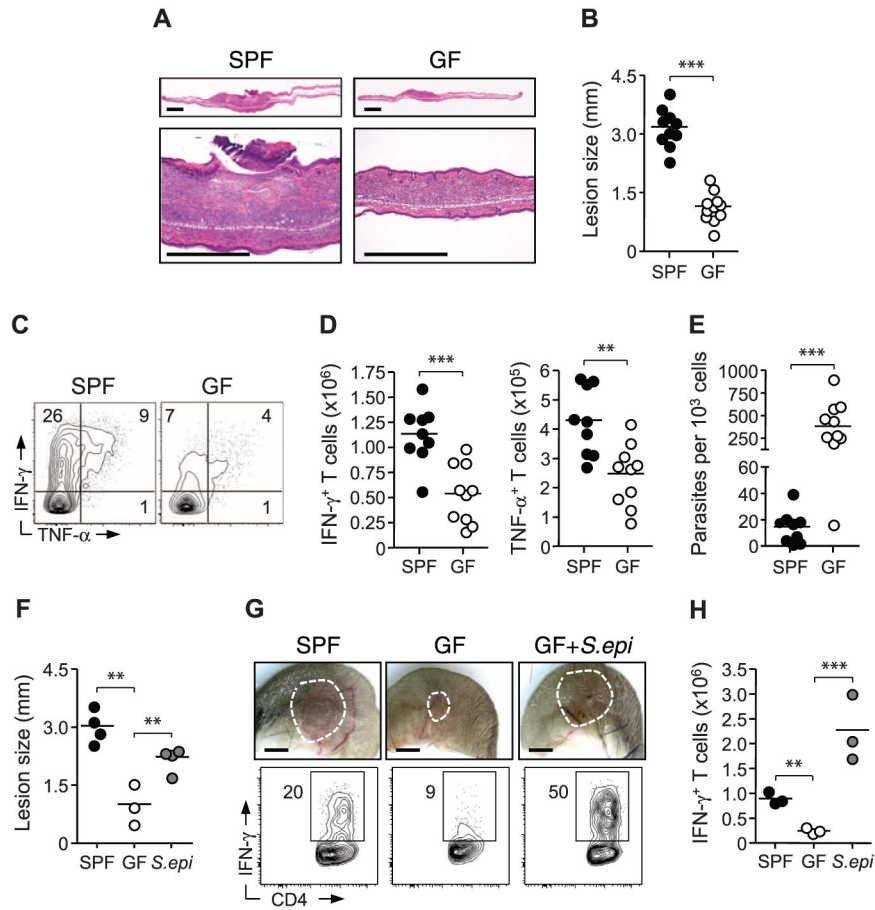 A
SPF GF
B
Lesion size (mm)
4.5
3.0
1.5
0
***
SPF GF
C
SPF GF
26 9 7 4
1 1
IFN-γ
TNF-α
D
IFN-γ⁺ T cells (x10⁶)
1.75
1.50
1.25
1.0
0.75
0.50
0.25
0
***
SPF GF
TNF-α⁺ T cells (x10⁵)
6
5
4
3
2
1
0
**
SPF GF
E
Parasites per 10³ cells
1000
750
500
250
60
40
20
0
***
SPF GF
F
Lesion size (mm)
4.5
3.0
1.5
0
**
**
SPF GF S.epi
G
SPF GF GF+S.epi
20 9 50
IFN-γ
CD4
H
IFN-γ⁺ T cells (x10⁶)
3.5
3.0
2.5
2.0
1.5
1.0
0.5
0
***
**
SPF GF S.epi